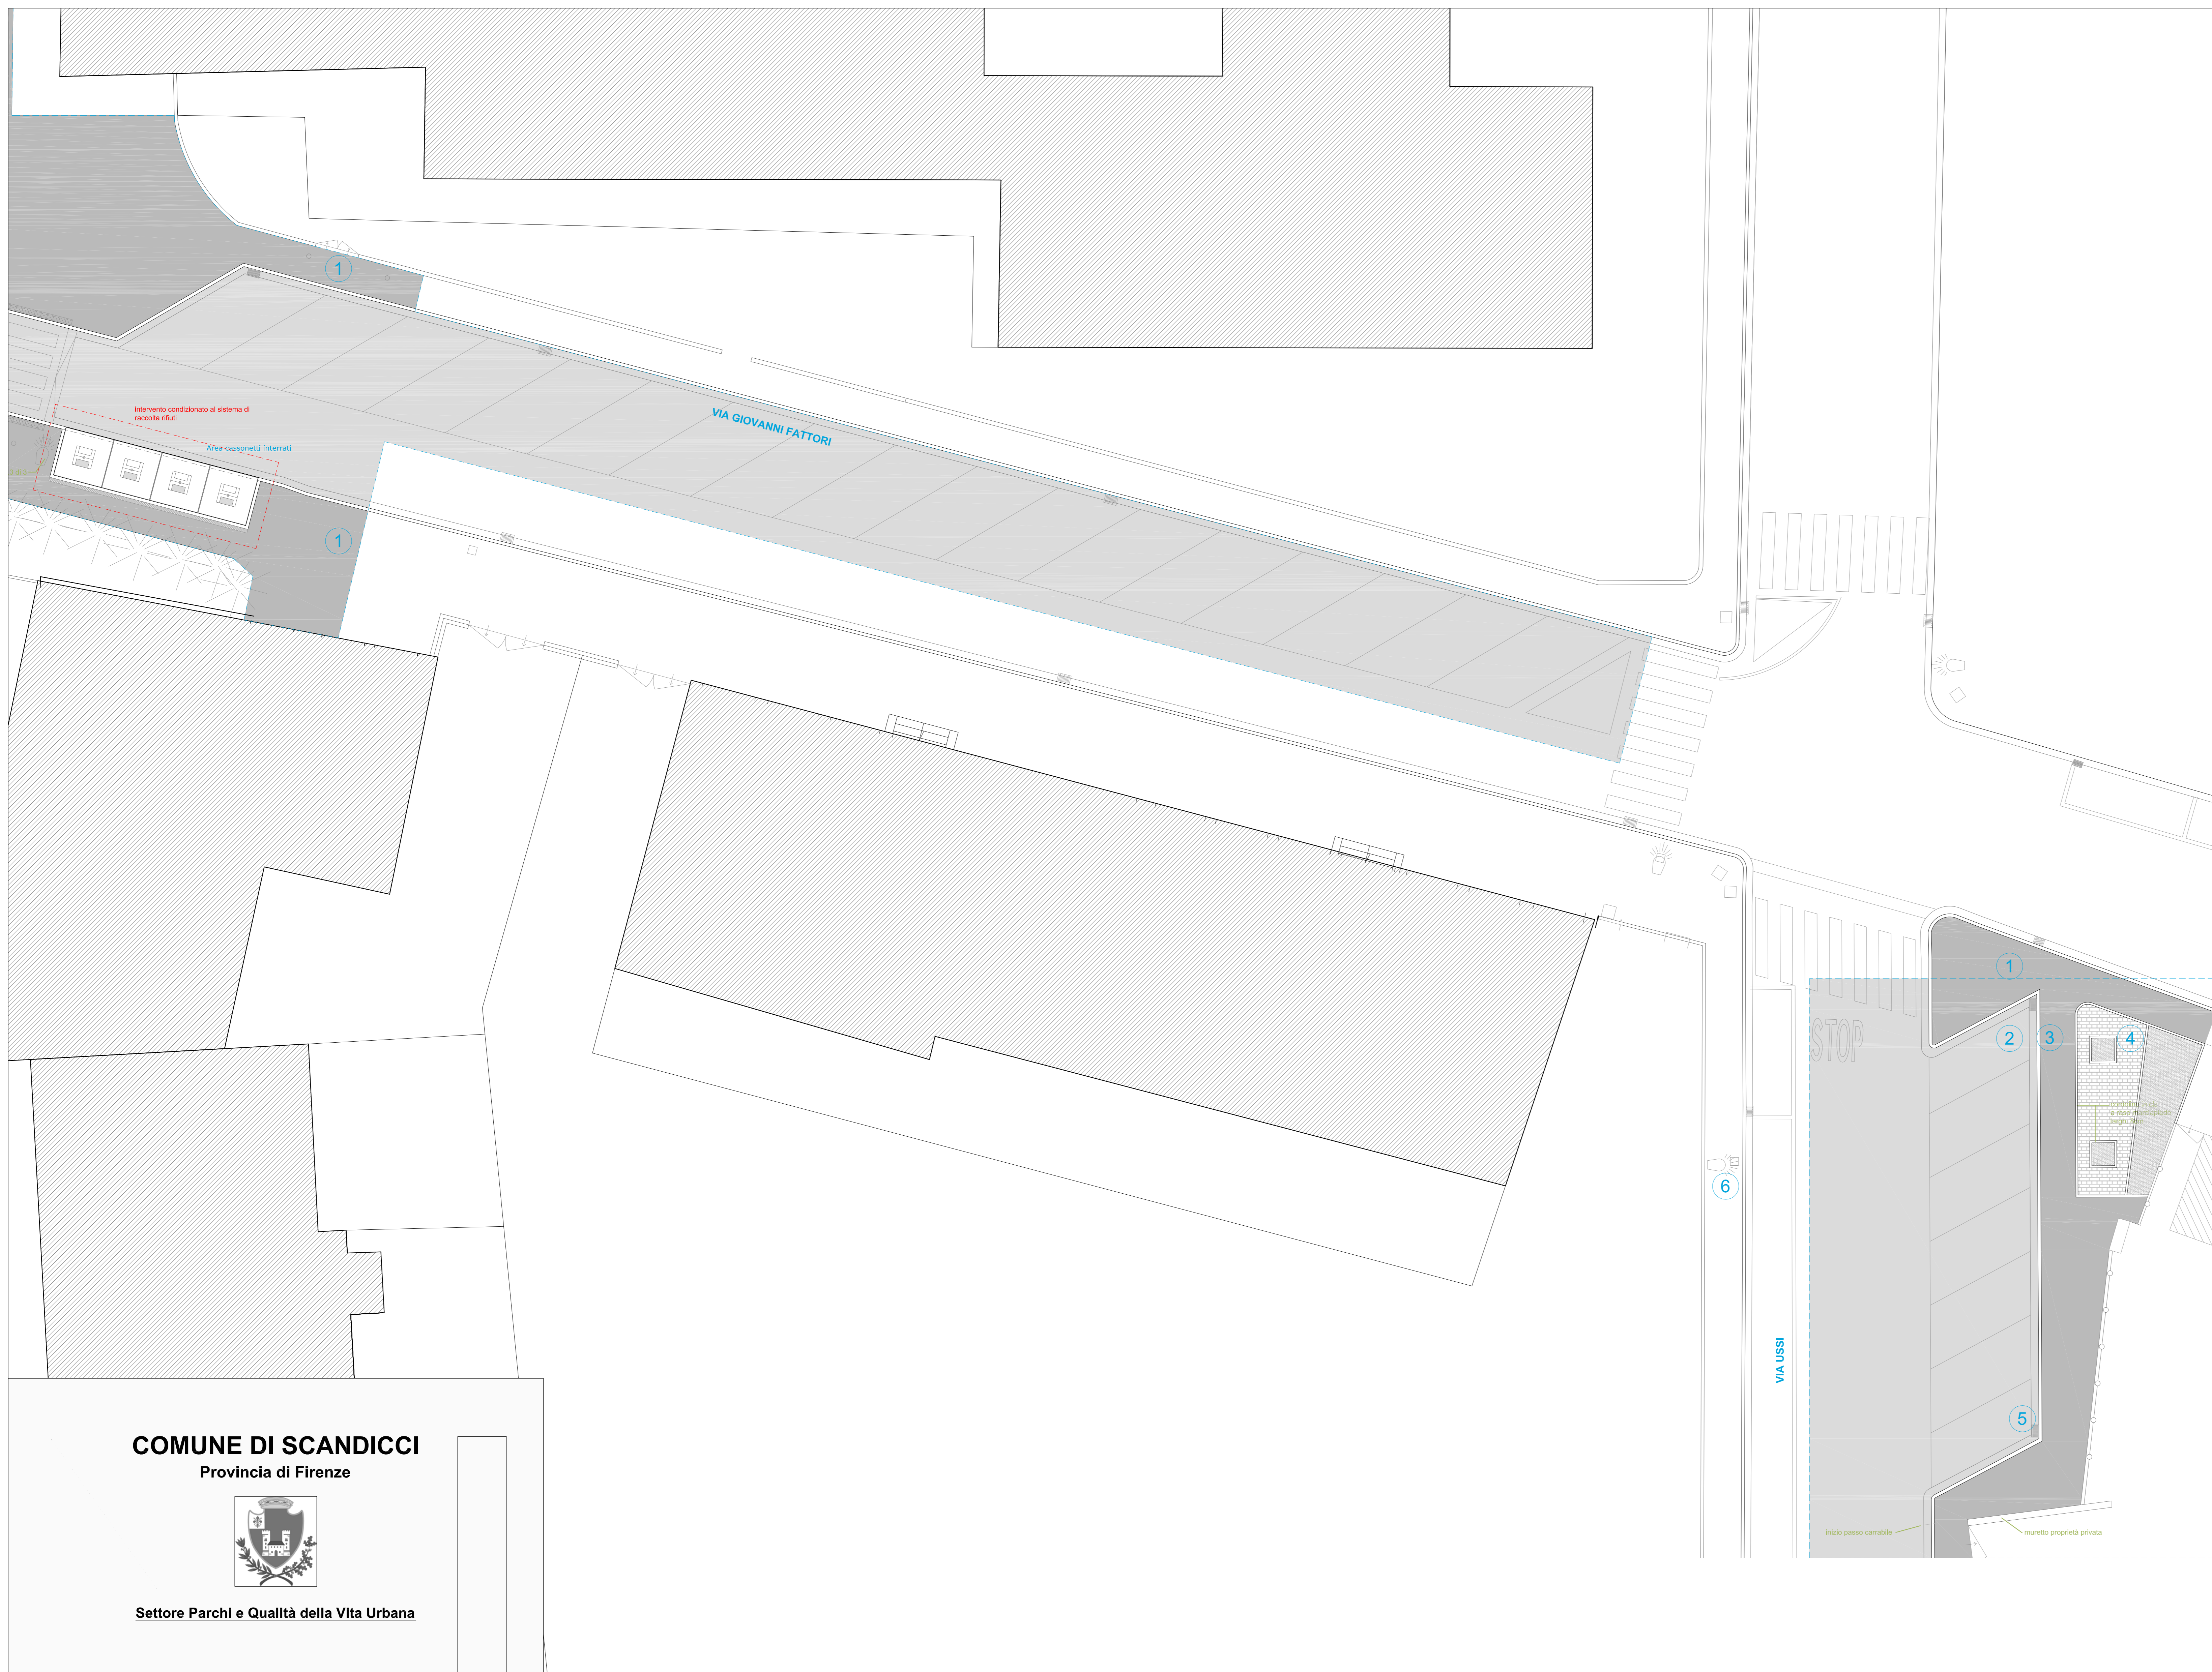 1
Intervento condizionato al sistema di
raccolta rifiuti
Area cassonetti interrati
VIA GIOVANNI FATTORI
1
1
2
3
4
STOP
a raso marciapiede
6
VIA USSI
5
inizio passo carrabile
muretto proprietà privata
COMUNE DI SCANDICCI
Provincia di Firenze
Settore Parchi e Qualità della Vita Urbana